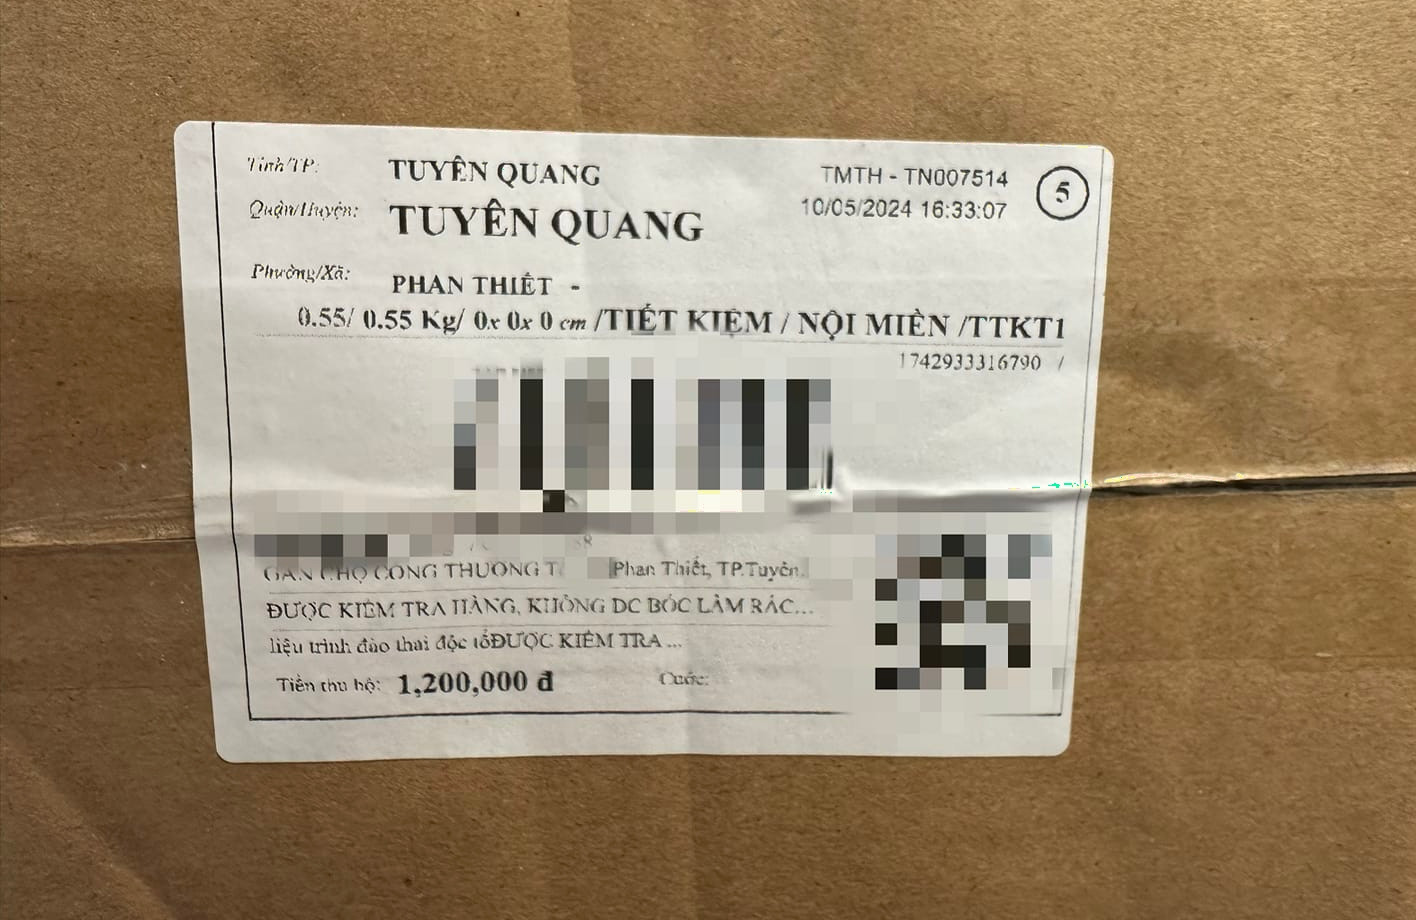 Tỉnh/TP: TUYÊN QUANG TMTH - TN007514
Quận/Huyện: TUYÊN QUANG 10/05/2024 16:33:07 5
Phường/Xã: PHAN THIẾT -
0.55/ 0.55 Kg/ 0x 0x 0 cm /TIẾT KIỆM / NỘI MIỀN /TTKT1
1742933316790 /
GẦN CHỢ CÔNG THƯƠNG Phan Thiết, TP.Tuyên.
ĐƯỢC KIỂM TRA HÀNG, KHÔNG DC BÓC LÀM RÁC...
liệu trình đào thai độc tốĐƯỢC KIỂM TRA ...
Tiền thu hộ: 1,200,000 đ Cước: